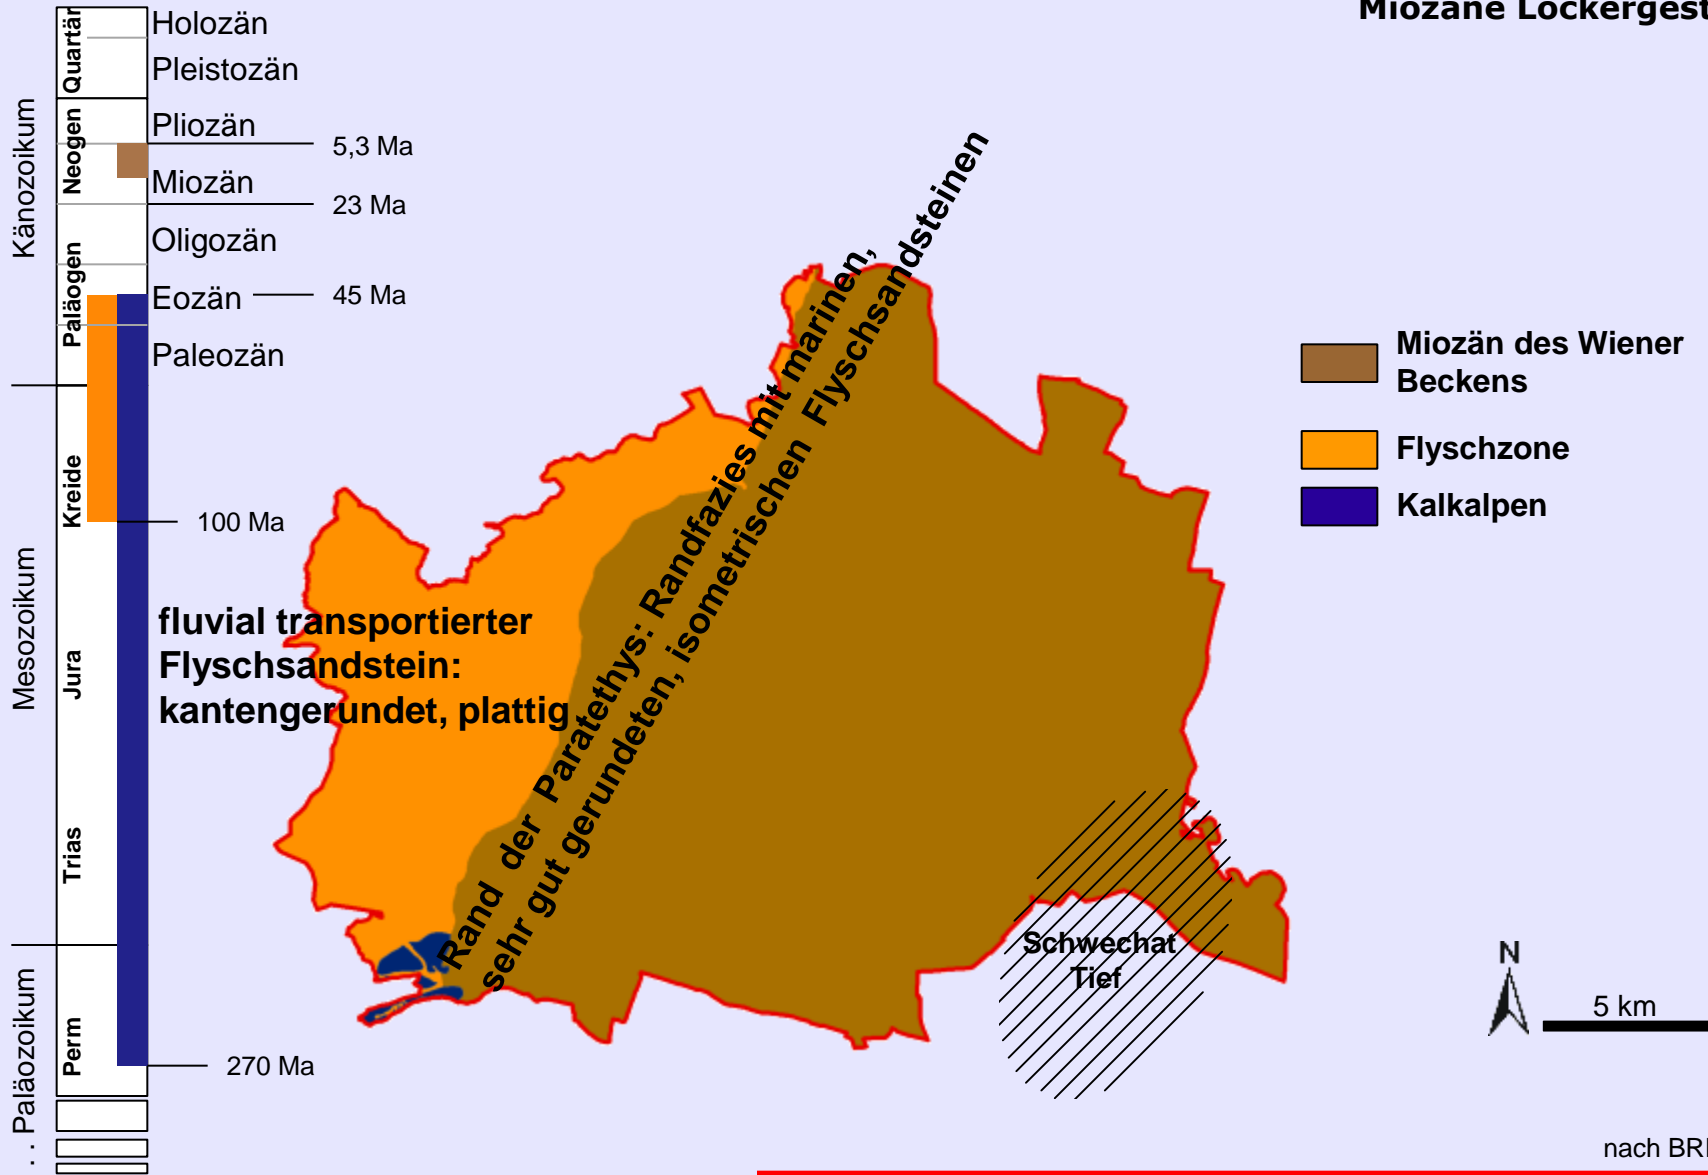 Miozäne Lockergest
Känozoikum
Mesozoikum
. . Paläozoikum
Quartär
Neogen
Paläogen
Kreide
Jura
Trias
Perm
Holozän
Pleistozän
Pliozän
5,3 Ma
Miozän
23 Ma
Oligozän
Eozän
45 Ma
Paleozän
100 Ma
270 Ma
fluvial transportierter
Flyschsandstein:
kantengerundet, plattig
Rand der Paratethys: Randfazies mit marinen,
sehr gut gerundeten, isometrischen Flyschsandsteinen
Miozän des Wiener
Beckens
Flyschzone
Kalkalpen
Schwechat
Tief
N
5 km
nach BRI